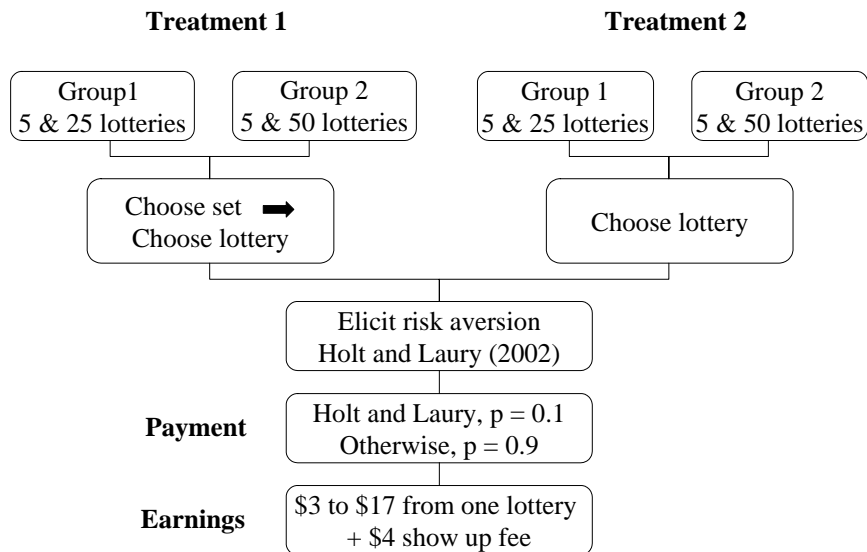 Treatment 1
Treatment 2
Group1
5 & 25 lotteries
Group 2
5 & 50 lotteries
Group 1
5 & 25 lotteries
Group 2
5 & 50 lotteries
Choose set
Choose lottery
Choose lottery
Elicit risk aversion
Holt and Laury (2002)
Payment
Holt and Laury, p = 0.1
Otherwise, p = 0.9
Earnings
$3 to $17 from one lottery
+ $4 show up fee